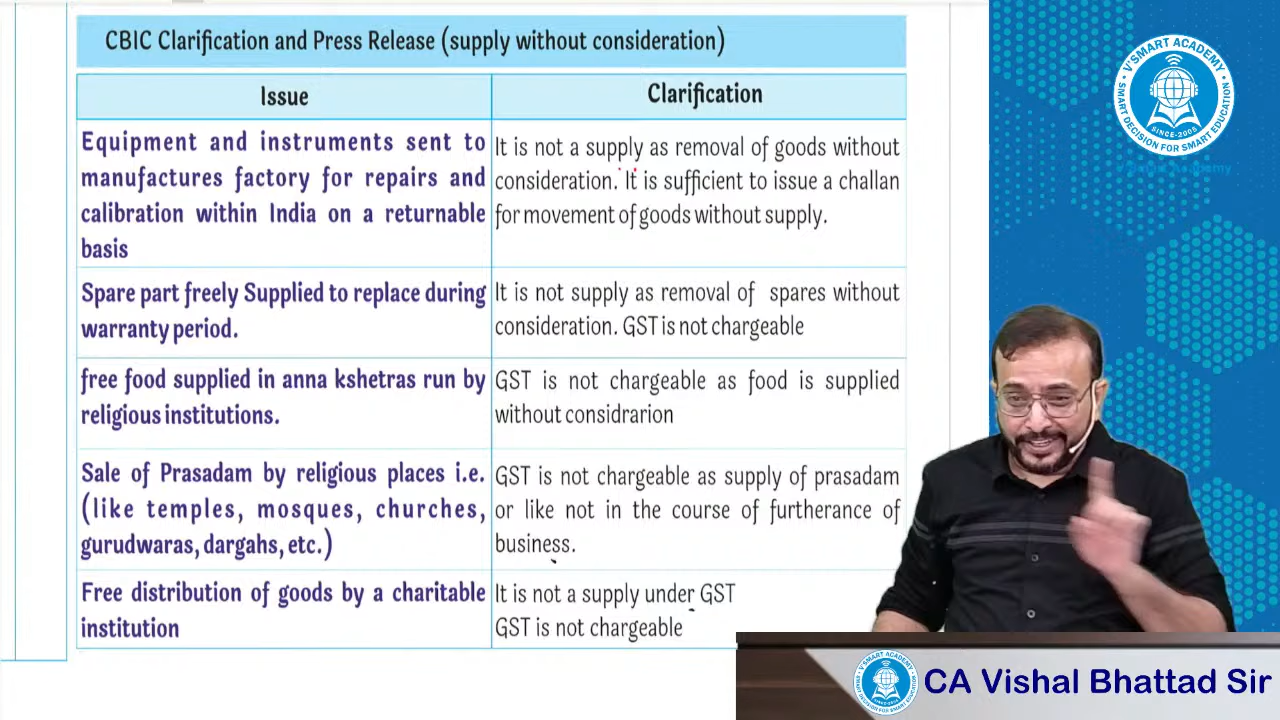 CBIC Clarification and Press Release (supply without consideration)
Issue
Clarification
Equipment and instruments sent to
manufactures factory for repairs and
calibration within India on a returnable
basis
It is not a supply as removal of goods without
consideration. It is sufficient to issue a challan
for movement of goods without supply.
Spare part freely Supplied to replace during
warranty period.
It is not supply as removal of spares without
consideration. GST is not chargeable
free food supplied in anna kshetras run by
religious institutions.
GST is not chargeable as food is supplied
without considrarion
Sale of Prasadam by religious places i.e.
(like temples, mosques, churches,
gurudwaras, dargahs, etc.)
GST is not chargeable as supply of prasadam
or like not in the course of furtherance of
business.
Free distribution of goods by a charitable
institution
It is not a supply under GST
GST is not chargeable
V'SMART ACADEMY
SMART DECISION FOR SMART EDUCATION
SINCE-2005
V'Smart Academy
CA Vishal Bhattad Sir